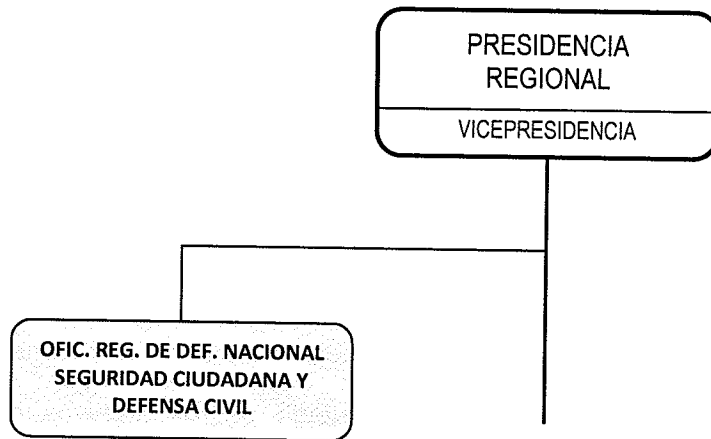 PRESIDENCIA
REGIONAL
VICEPRESIDENCIA
OFIC. REG. DE DEF. NACIONAL
SEGURIDAD CIUDADANA Y
DEFENSA CIVIL